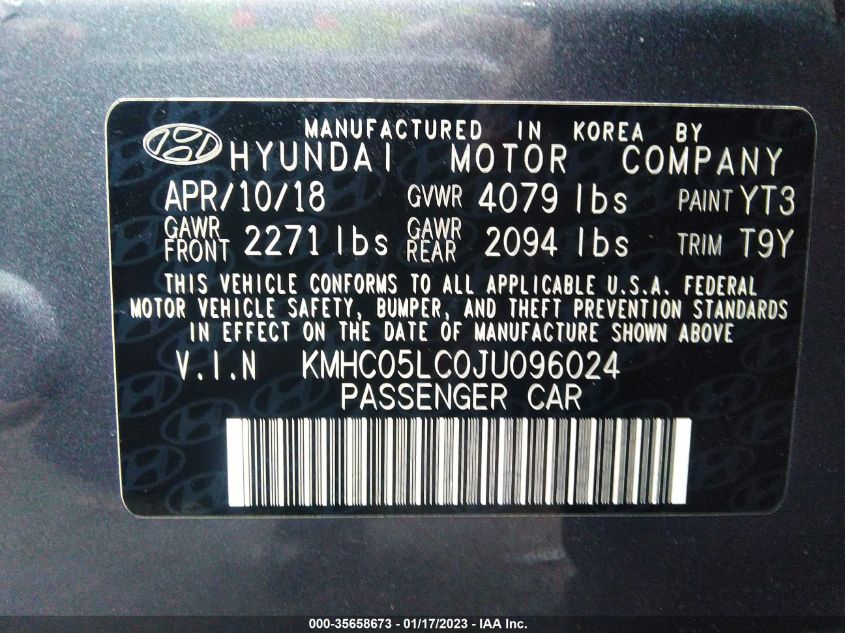 MANUFACTURED IN KOREA BY
HYUNDAI MOTOR COMPANY
APR/10/18 GVWR 4079 lbs PAINT YT3
GAWR FRONT 2271 lbs GAWR REAR 2094 lbs TRIM T9Y
THIS VEHICLE CONFORMS TO ALL APPLICABLE U.S.A. FEDERAL
MOTOR VEHICLE SAFETY, BUMPER, AND THEFT PREVENTION STANDARDS
IN EFFECT ON THE DATE OF MANUFACTURE SHOWN ABOVE
V.I.N KMHC05LC0JU096024
PASSENGER CAR
000-35658673 - 01/17/2023 - IAA Inc.